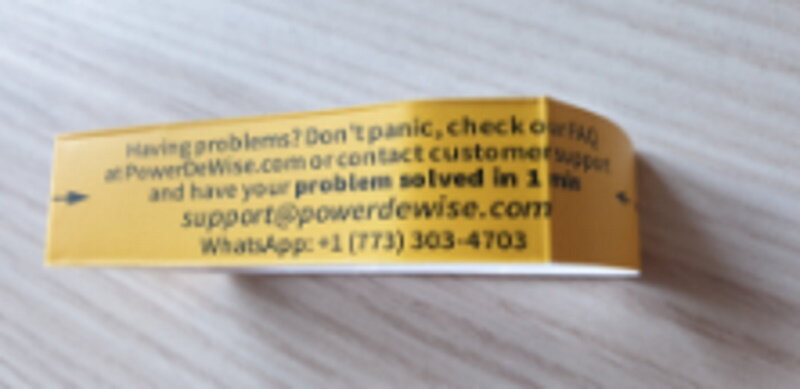 Having problems? Don't panic, check our FAQ
at PowerDeWise.com or contact customer support
and have your problem solved in 1 min
support@powerdewise.com
WhatsApp: +1 (773) 303-4703